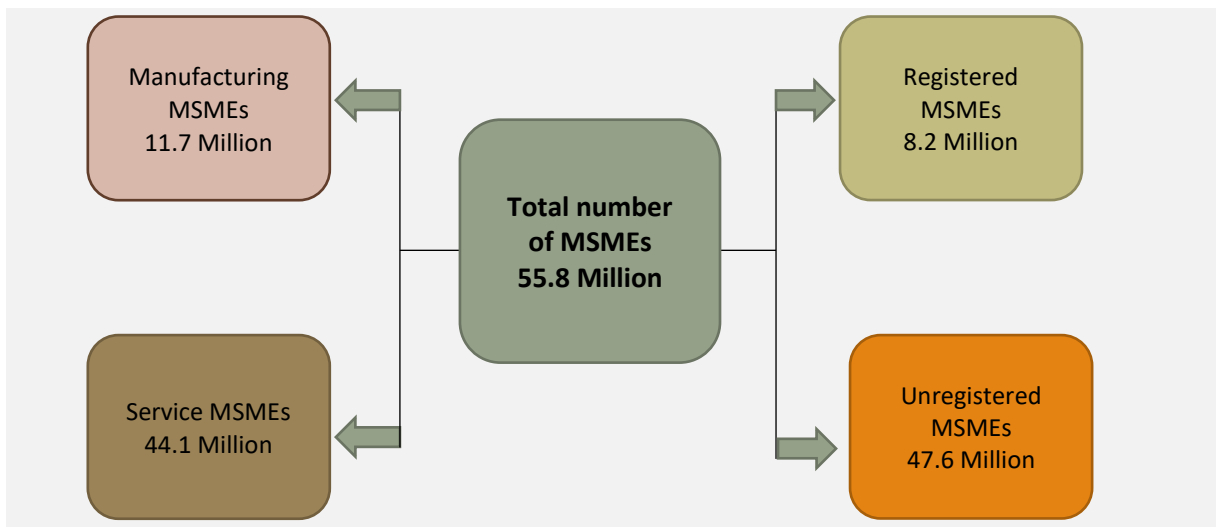 Manufacturing
MSMEs
11.7 Million
Registered
MSMEs
8.2 Million
Total number
of MSMEs
55.8 Million
Service MSMEs
44.1 Million
Unregistered
MSMEs
47.6 Million